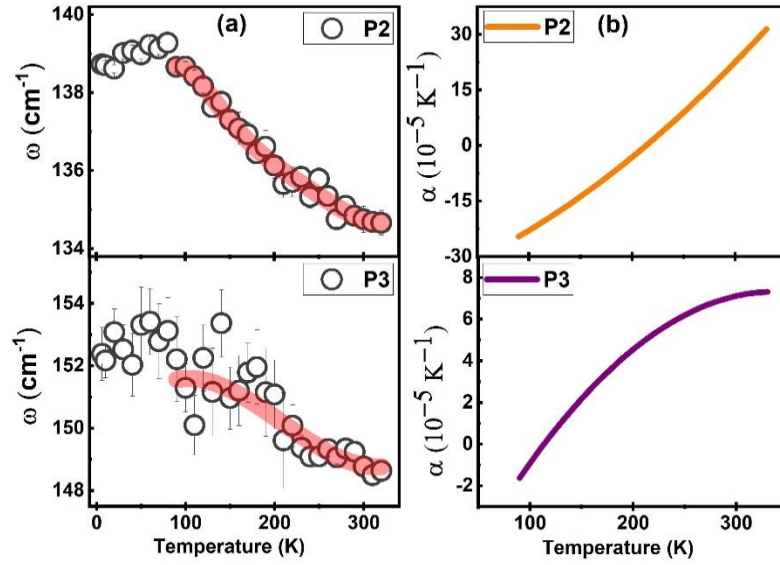 (a)
P2
140
138
136
134
ω (cm⁻¹)
(b)
P2
30
15
0
-15
-30
α (10⁻⁵ K⁻¹)
P3
154
152
150
148
ω (cm⁻¹)
0
100
200
300
Temperature (K)
P3
8
6
4
2
0
-2
α (10⁻⁵ K⁻¹)
100
200
300
Temperature (K)